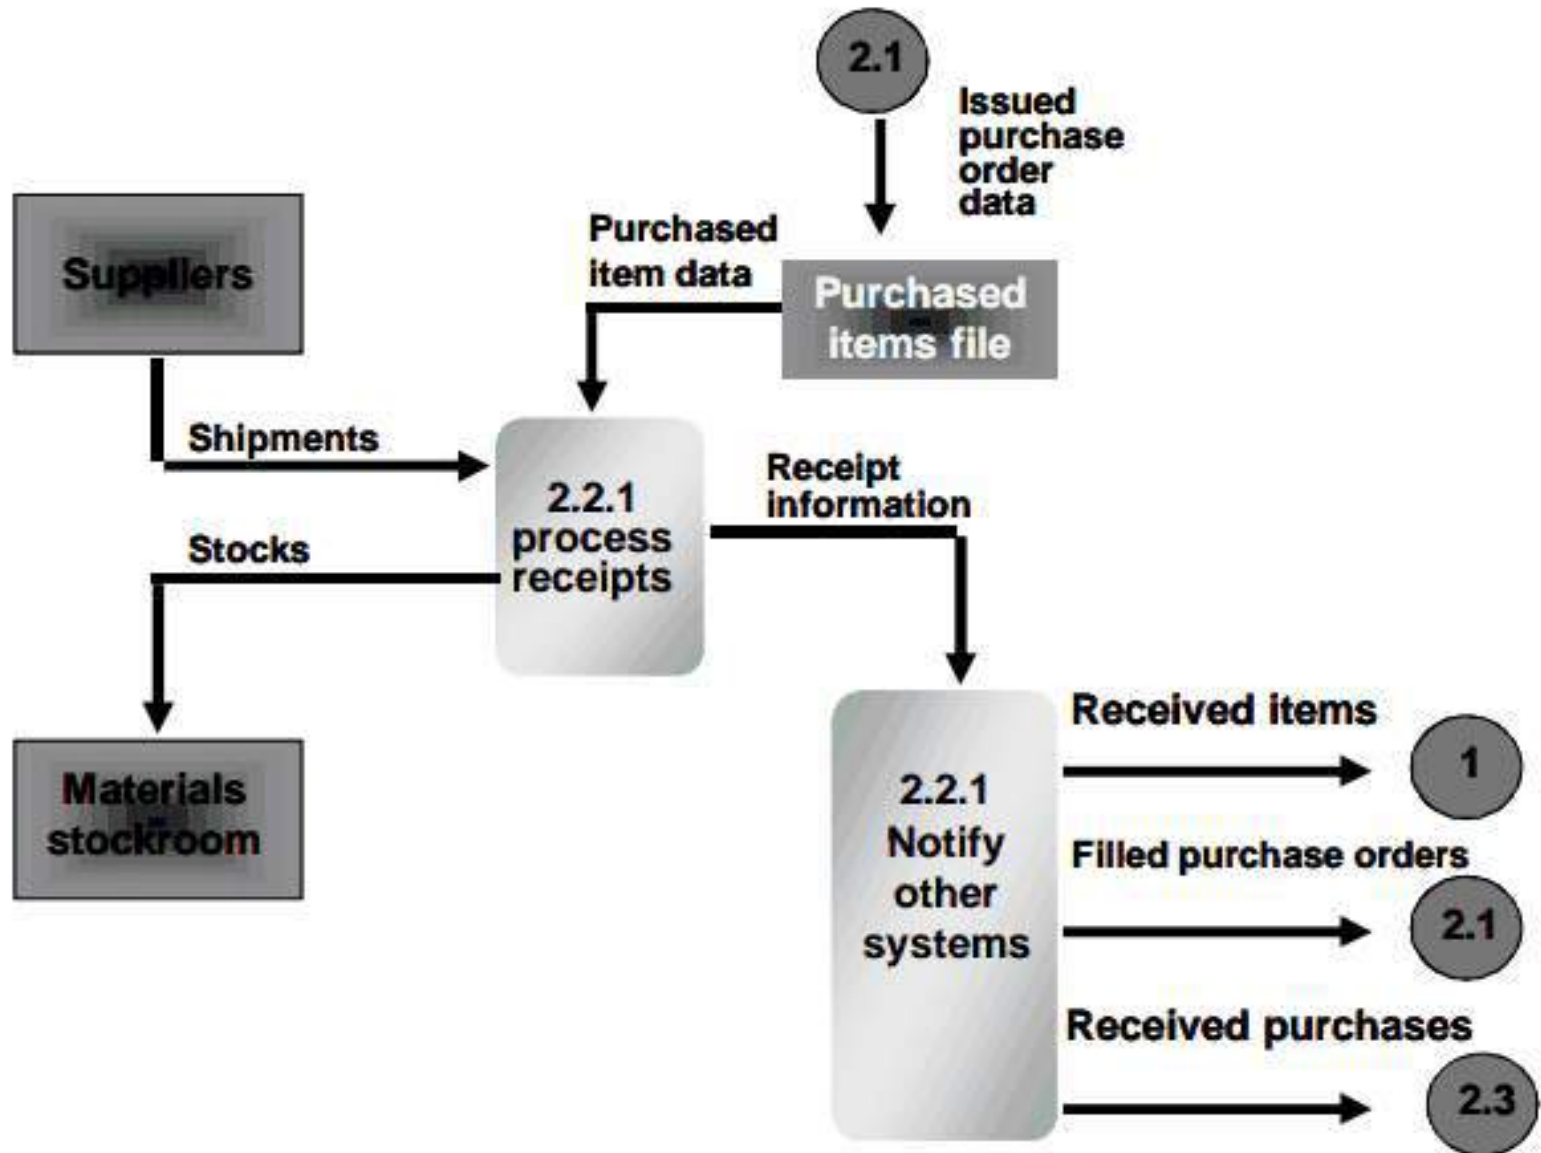 2.1
Issued
purchase
order
data
Purchased
item data
Suppliers
Purchased
items file
Shipments
2.2.1
process
receipts
Receipt
information
Stocks
Materials
stockroom
2.2.1
Notify
other
systems
Received items
1
Filled purchase orders
2.1
Received purchases
2.3